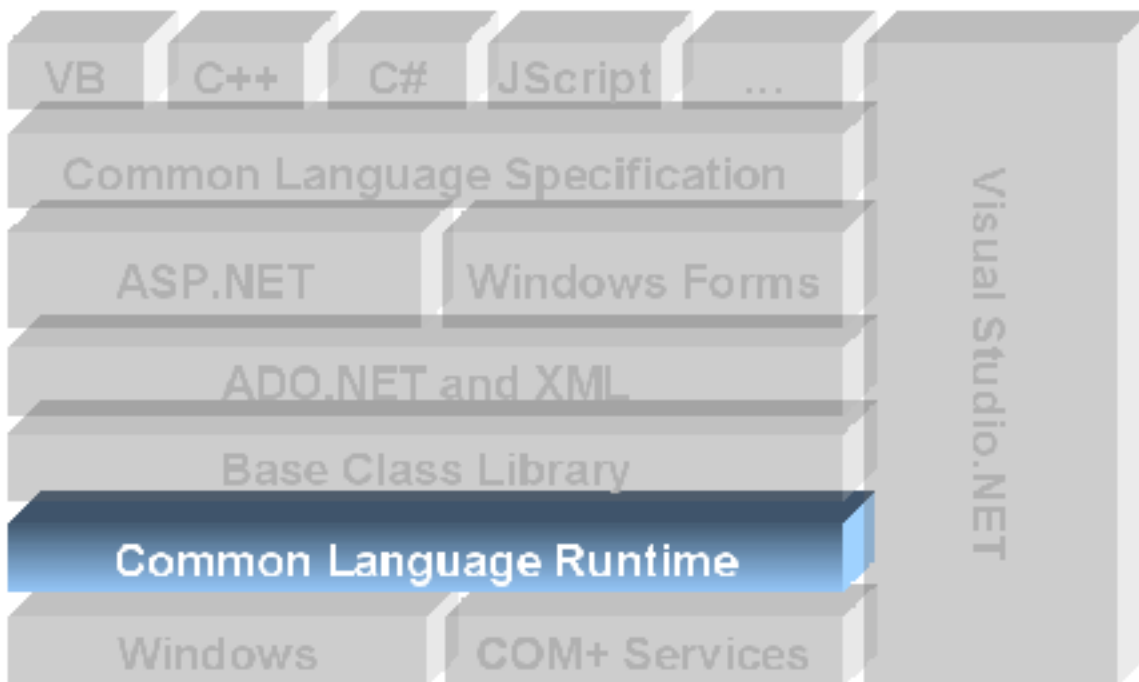 VB C++ C# JScript ...
Common Language Specification
ASP.NET Windows Forms
ADO.NET and XML
Base Class Library
Common Language Runtime
Windows COM+ Services
Visual Studio.NET